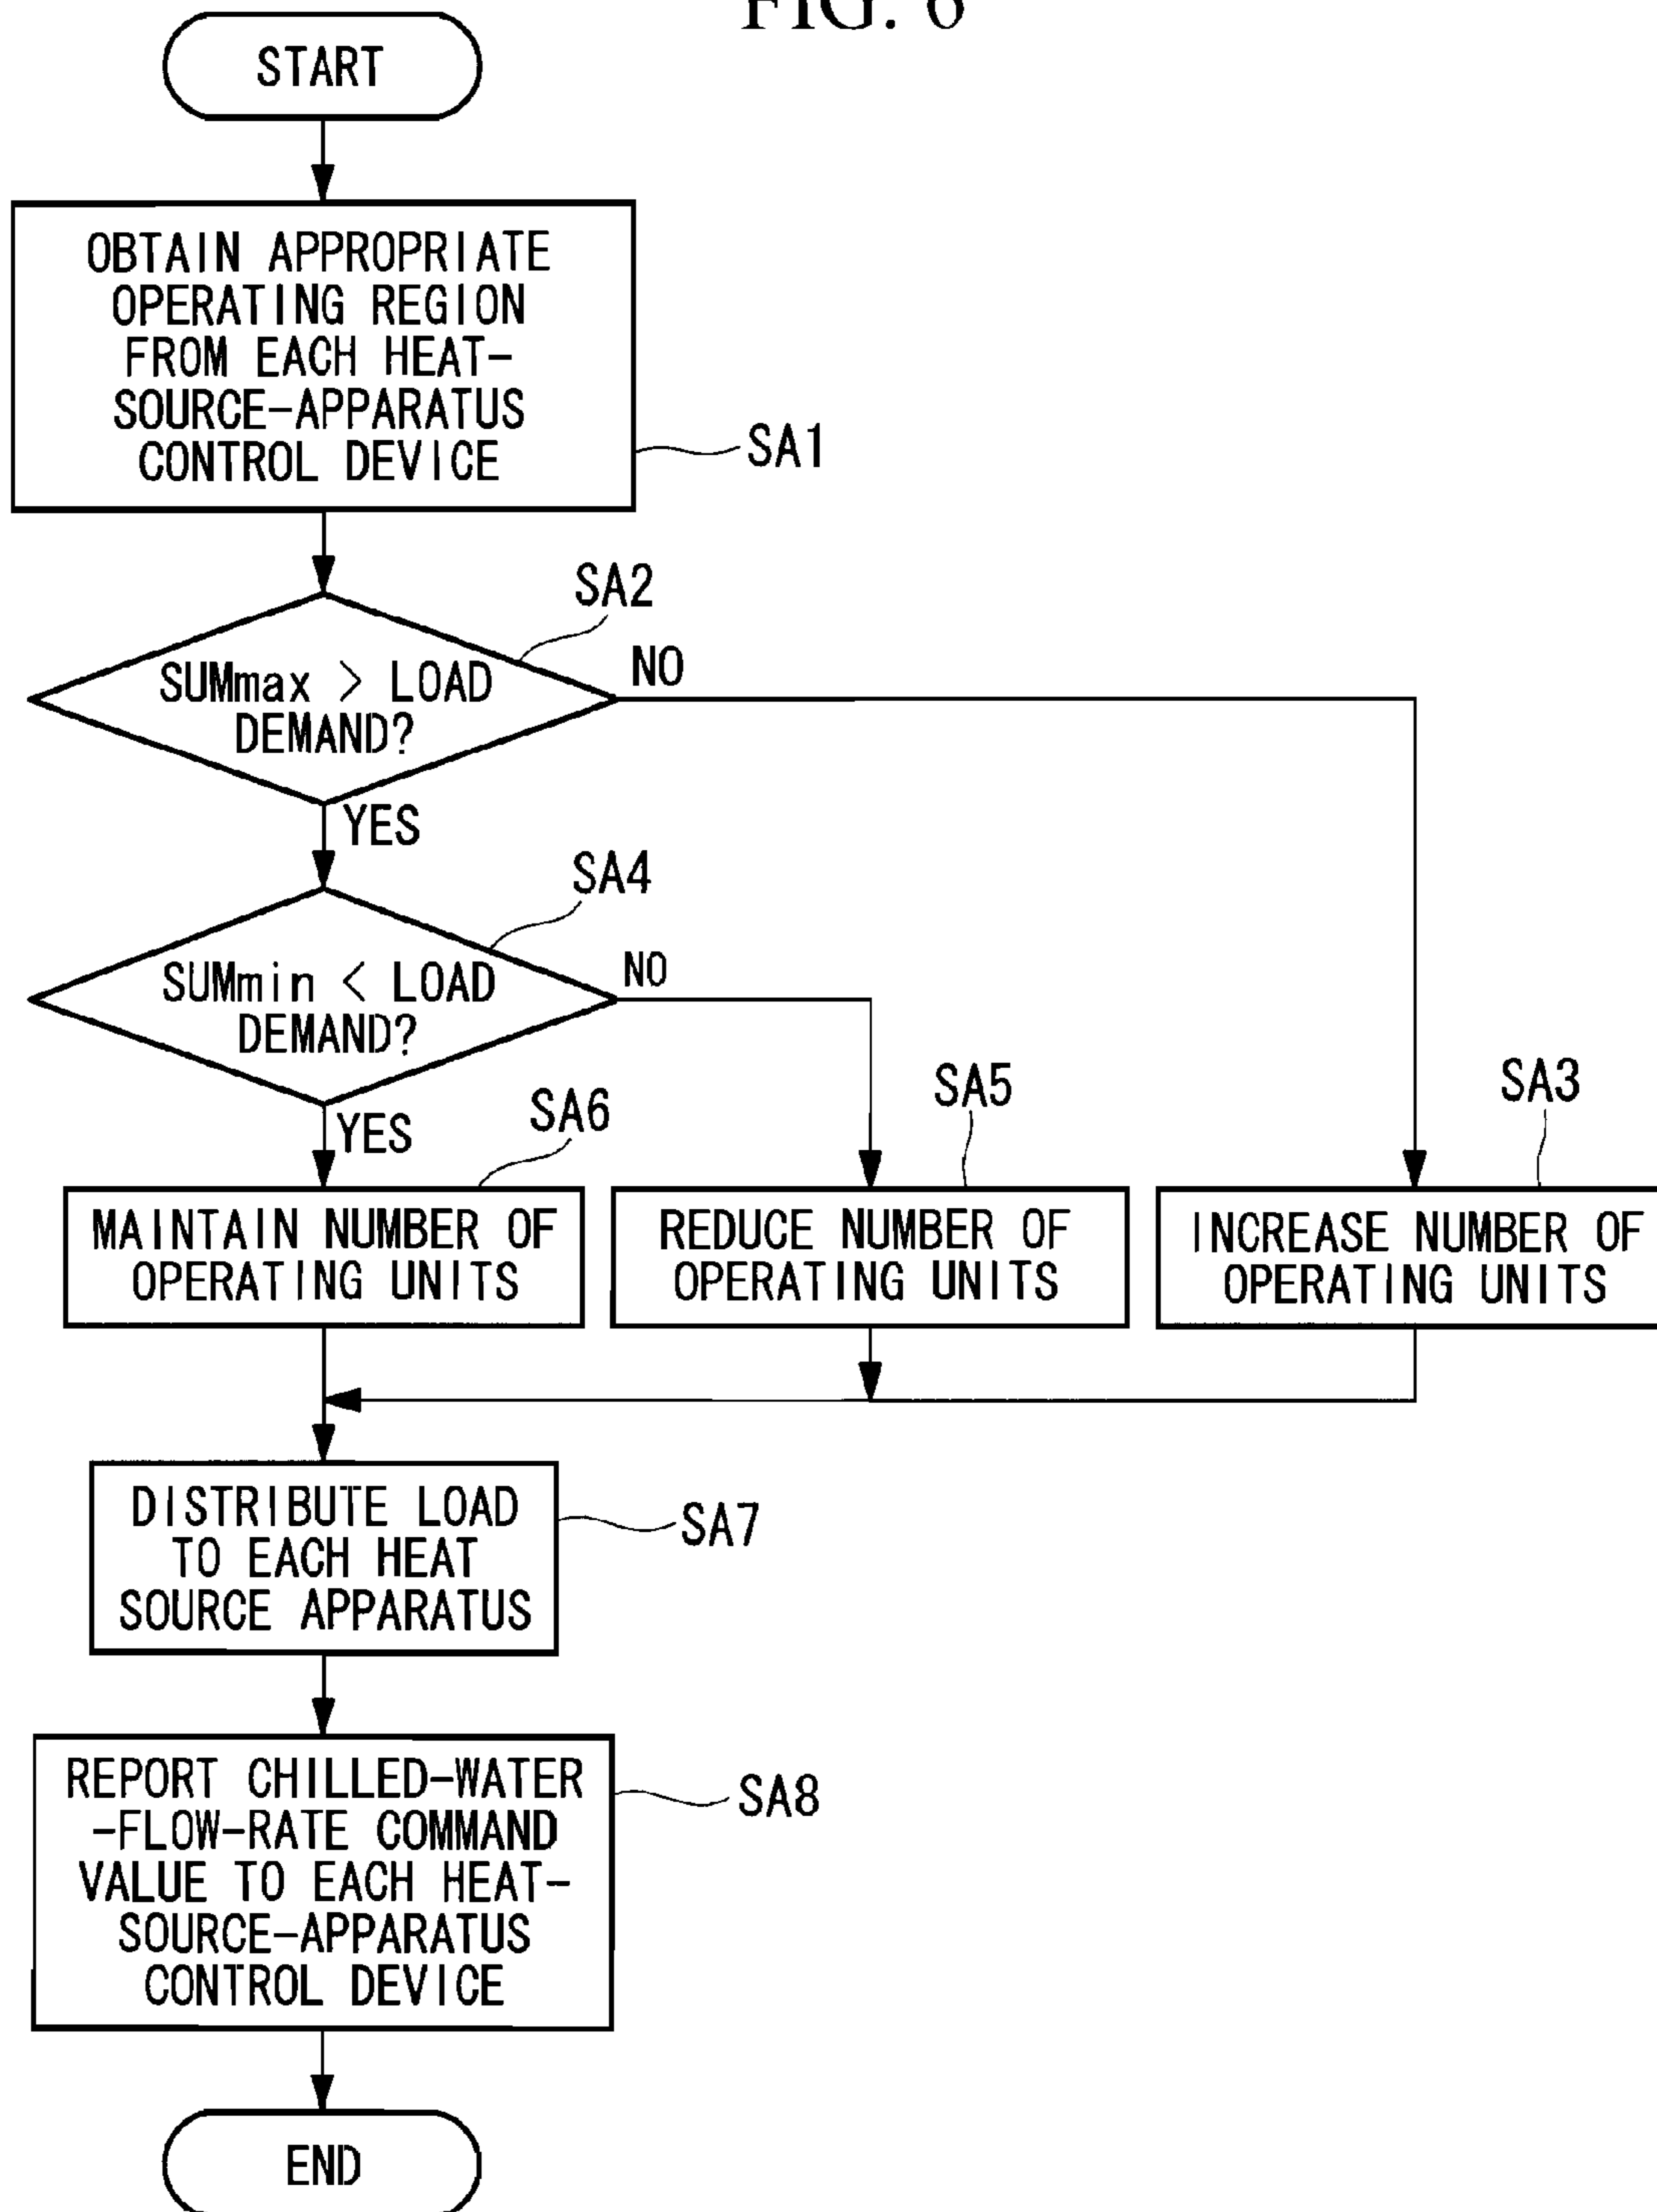 FIG. 6
START
OBTAIN APPROPRIATE
OPERATING REGION
FROM EACH HEAT-
SOURCE-APPARATUS
CONTROL DEVICE
SA1
SA2
SUMmax > LOAD
DEMAND?
NO
YES
SA4
SUMmin < LOAD
DEMAND?
NO
YES
SA6
MAINTAIN NUMBER OF
OPERATING UNITS
SA5
REDUCE NUMBER OF
OPERATING UNITS
SA3
INCREASE NUMBER OF
OPERATING UNITS
DISTRIBUTE LOAD
TO EACH HEAT
SOURCE APPARATUS
SA7
REPORT CHILLED-WATER
-FLOW-RATE COMMAND
VALUE TO EACH HEAT-
SOURCE-APPARATUS
CONTROL DEVICE
SA8
END